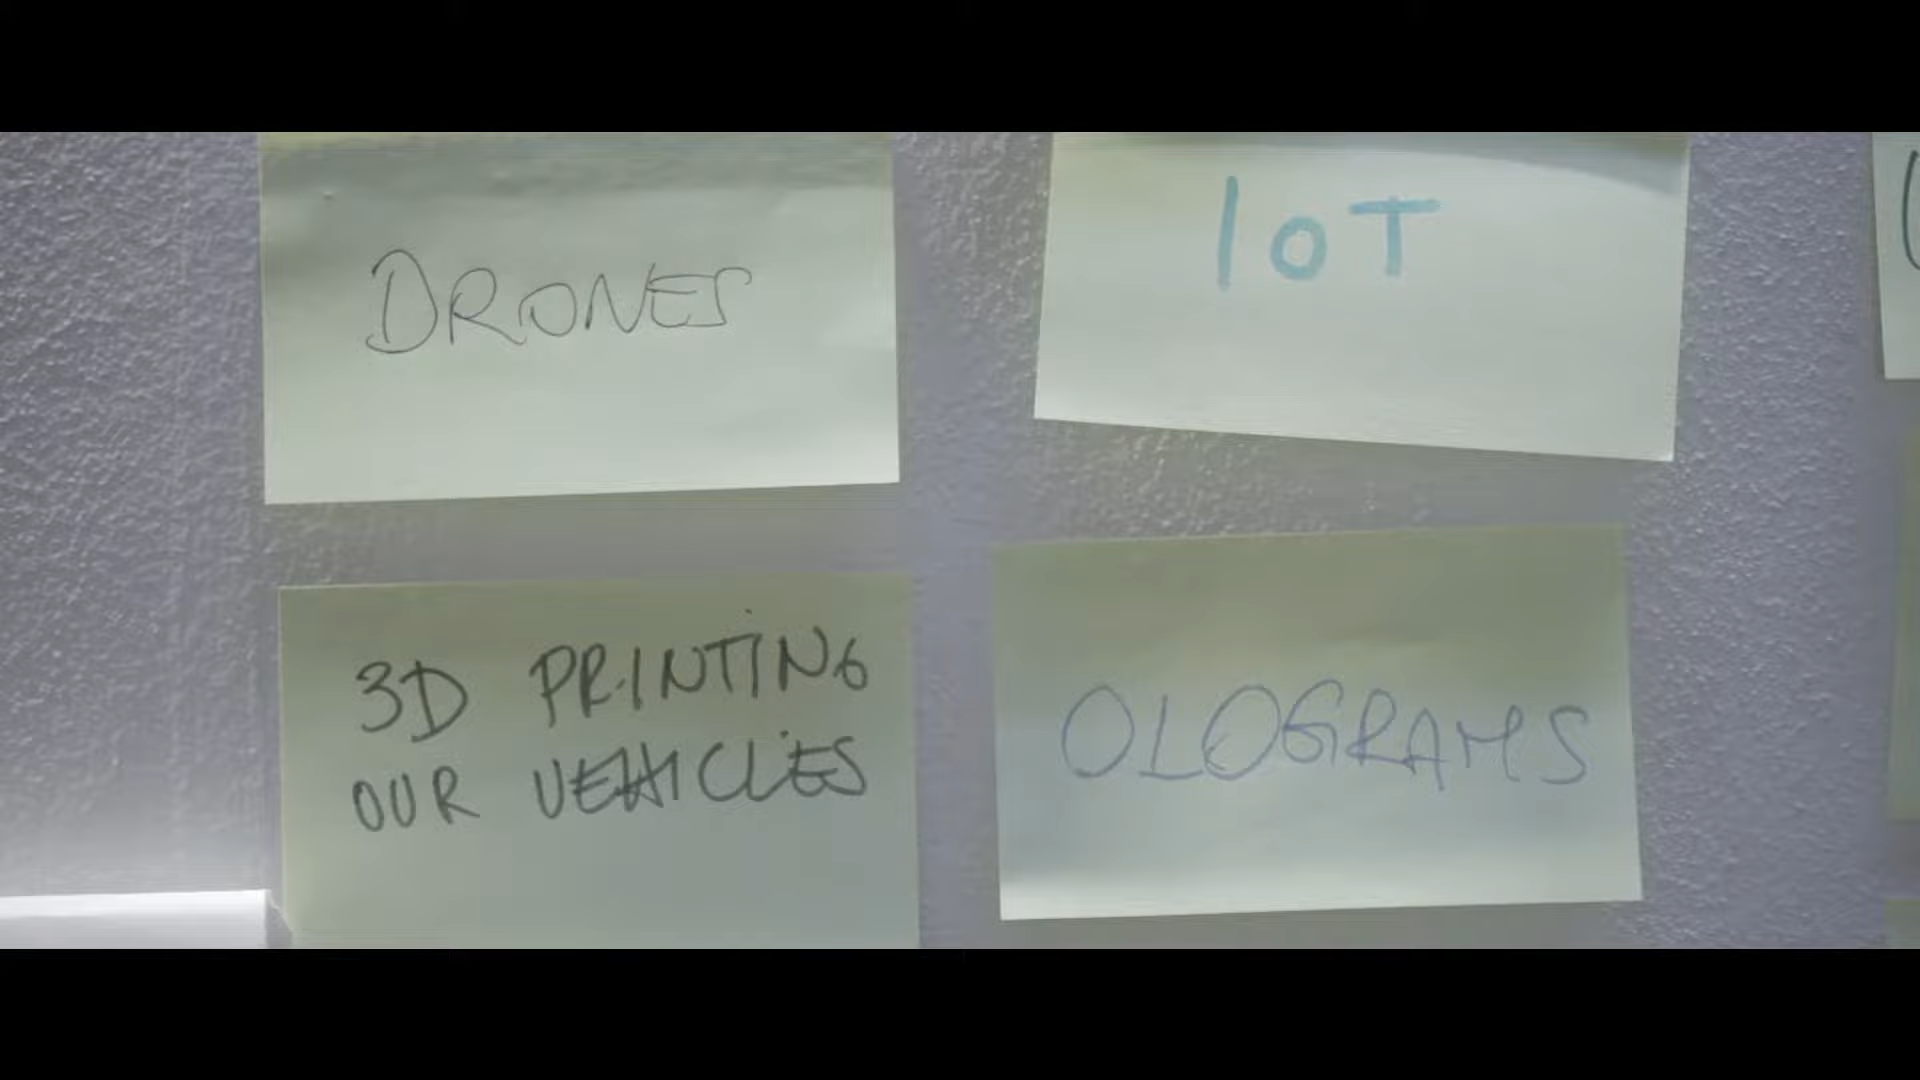 DRONES
IoT
3D PRINTING
OUR VEHICLES
OLOGRAMS